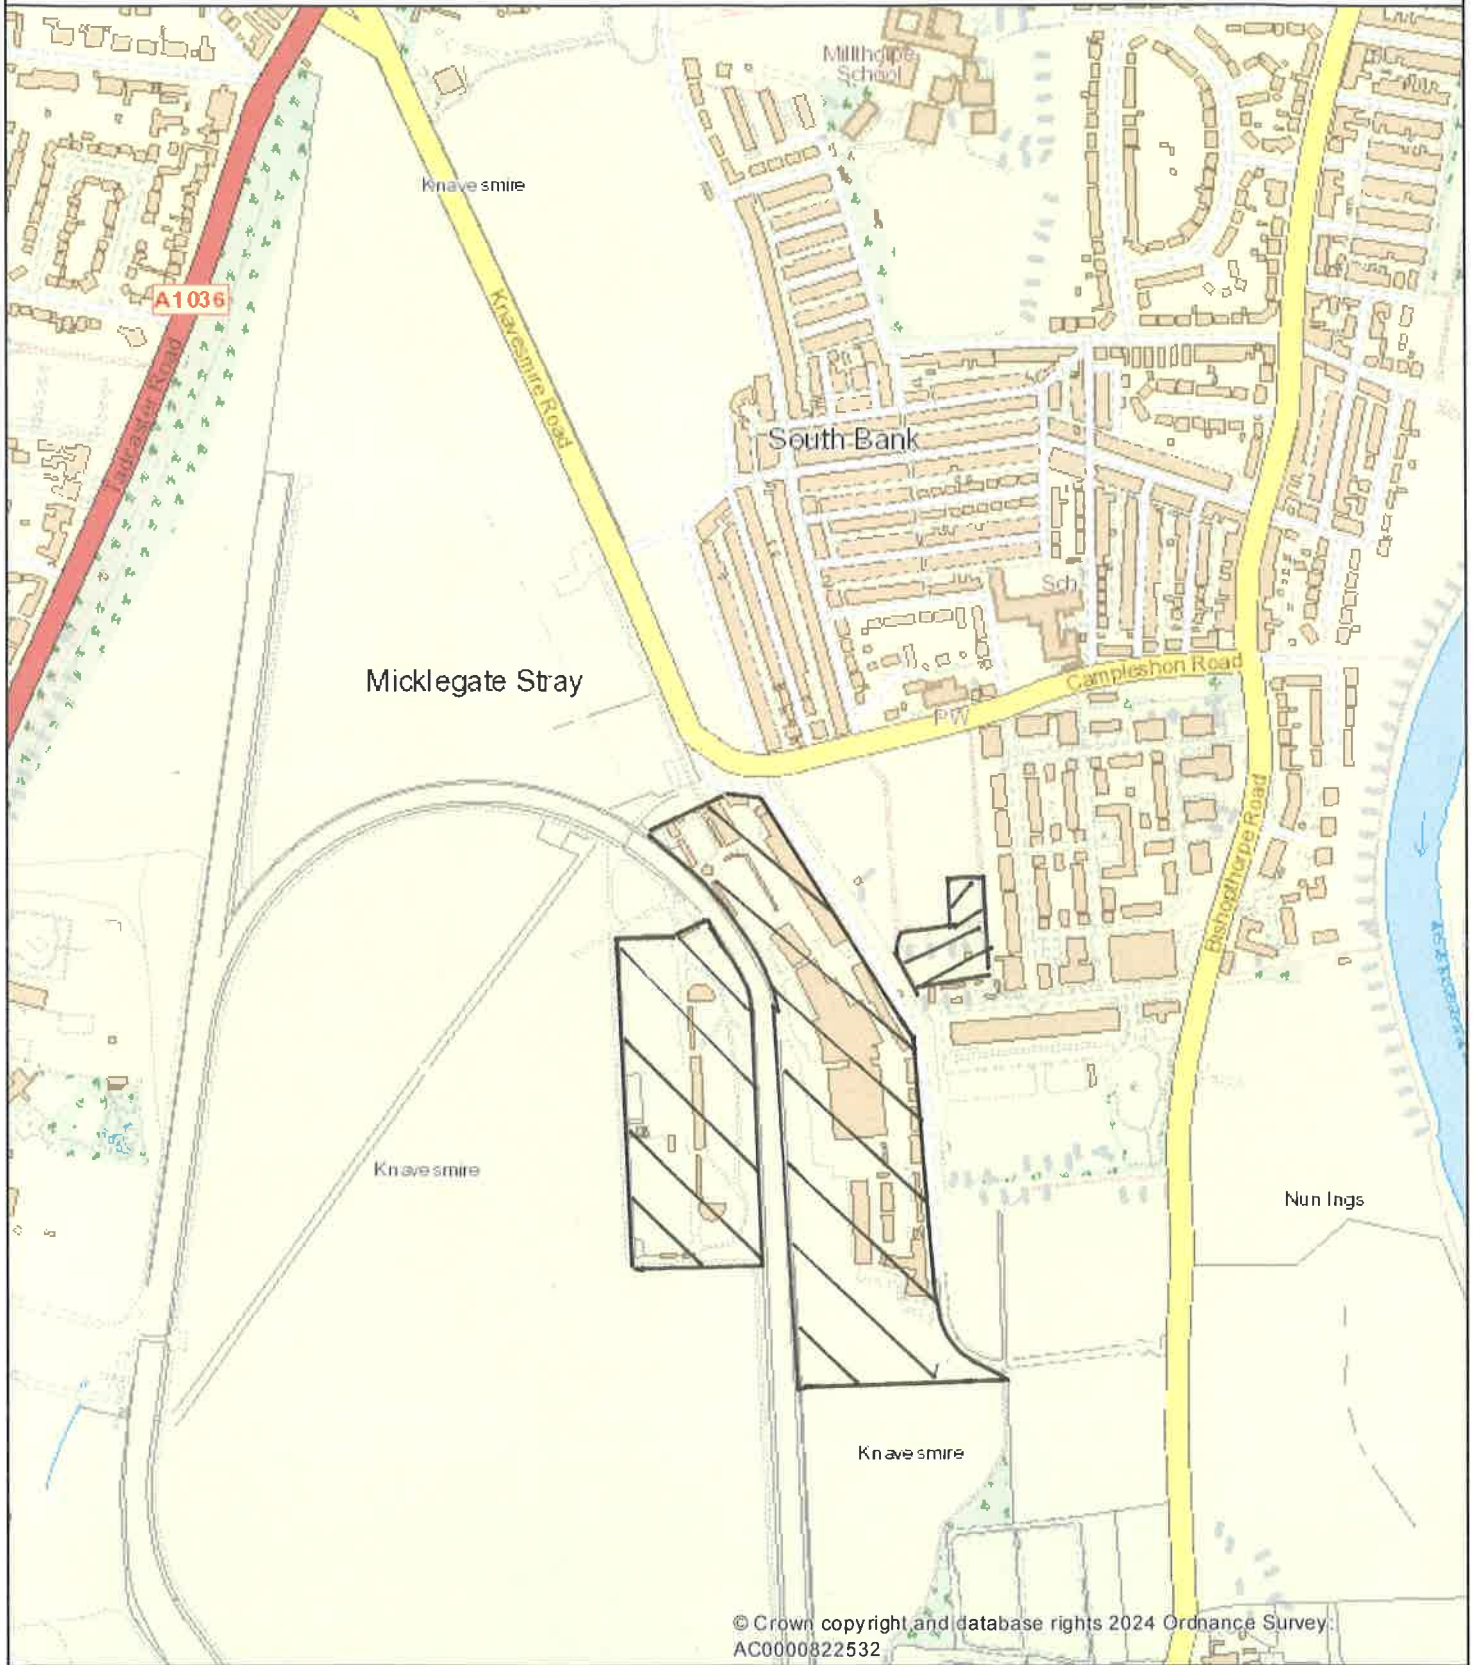 Millthorpe
School
Knavesmire
A1036
Knavesmire Road
Tadcaster Road
South Bank
Sch
Campleshon Road
Micklegate Stray
PW
Bishopthorpe Road
Knavesmire
Nun Ings
Knavesmire
© Crown copyright and database rights 2024 Ordnance Survey:
AC0000822532